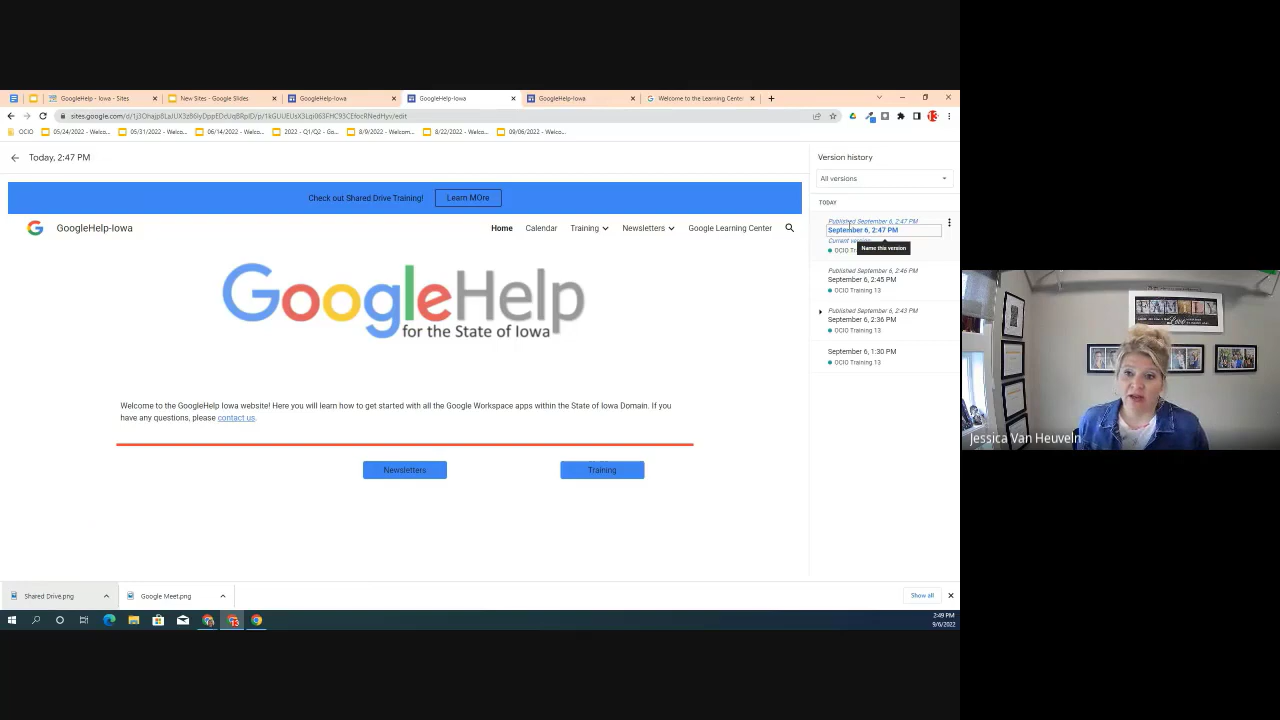 GoogleHelp - Iowa - Sites
New Sites - Google Slides
GoogleHelp-Iowa
GoogleHelp-Iowa
GoogleHelp-Iowa
Welcome to the Learning Cente
OCIO
05/24/2022 - Welco...
05/31/2022 - Welco...
06/14/2022 - Welco...
2022 - Q1/Q2 - Go...
8/9/2022 - Welcom...
8/22/2022 - Welco...
09/06/2022 - Welco...
Today, 2:47 PM
Version history
All versions
TODAY
Published September 6, 2:47 PM
September 6, 2:47 PM
Name this version
Published September 6, 2:46 PM
September 6, 2:45 PM
OCIO Training 13
Published September 6, 2:43 PM
September 6, 2:36 PM
OCIO Training 13
September 6, 1:30 PM
OCIO Training 13
Check out Shared Drive Training!
Learn MOre
GoogleHelp-Iowa
Home
Calendar
Training
Newsletters
Google Learning Center
GoogleHelp
for the State of Iowa
Welcome to the GoogleHelp Iowa website! Here you will learn how to get started with all the Google Workspace apps within the State of Iowa Domain. If you
have any questions, please contact us.
Newsletters
Training
Shared Drive.png
Google Meet.png
Show all
2:49 PM
9/6/2022
Jessica Van Heuveln